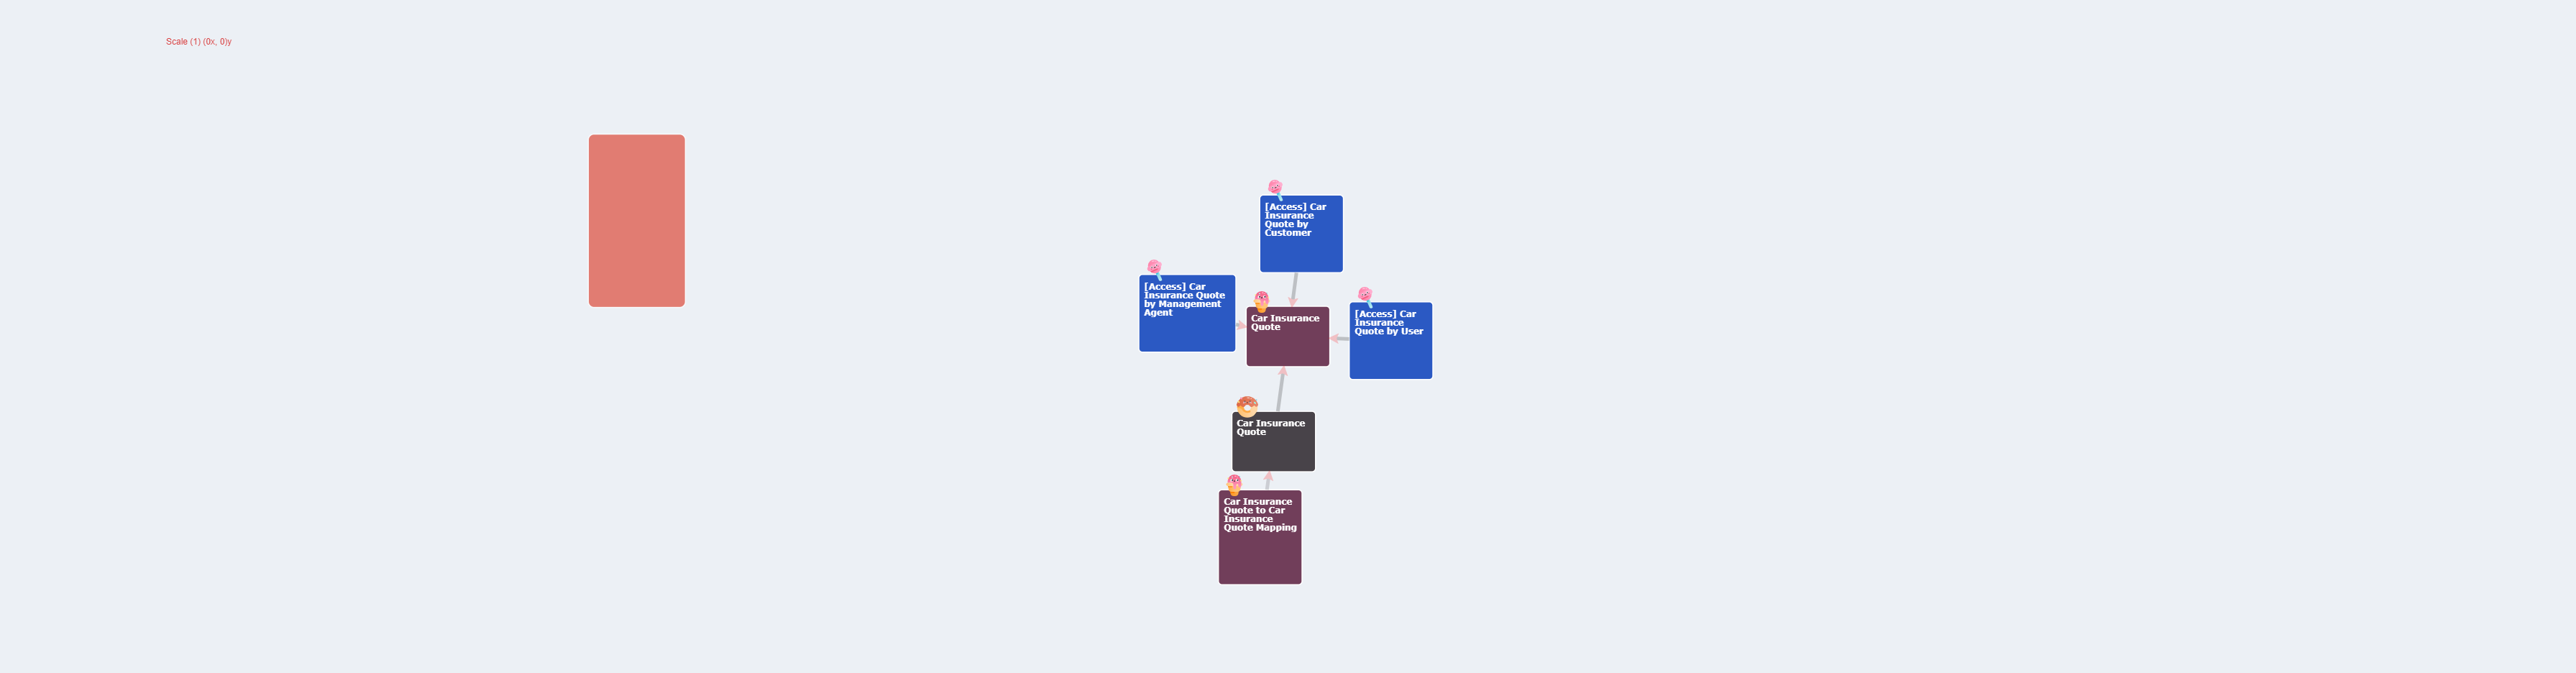 Scale (1) (0x, 0)y
[Access] Car
Insurance
Quote by
Customer
[Access] Car
Insurance Quote
by Management
Agent
Car Insurance
Quote
[Access] Car
Insurance
Quote by User
Car Insurance
Quote
Car Insurance
Quote to Car
Insurance
Quote Mapping